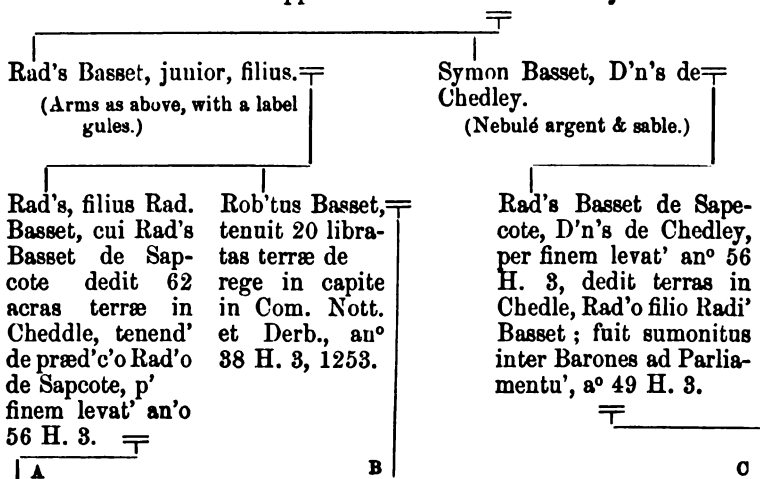 Rad's Basset, junior, filius.
(Arms as above, with a label
gules.)
Symon Basset, D'n's de
Chedley.
(Nebulé argent & sable.)
Rad's, filius Rad.
Basset, cui Rad's
Basset de Sap-
cote dedit 62
acras terræ in
Cheddle, tenend'
de præd'c'o Rad'o
de Sapcote, p'
finem levat' an'o
56 H. 3.
Rob'tus Basset,
tenuit 20 libra-
tas terræ de
rege in capite
in Com. Nott.
et Derb., anº
38 H. 3, 1253.
Rad's Basset de Sape-
cote, D'n's de Chedley,
per finem levat' anº 56
H. 3, dedit terras in
Chedle, Rad'o filio Radi'
Basset; fuit sumonitus
inter Barones ad Parlia-
mentu', aº 49 H. 3.
A
B
C